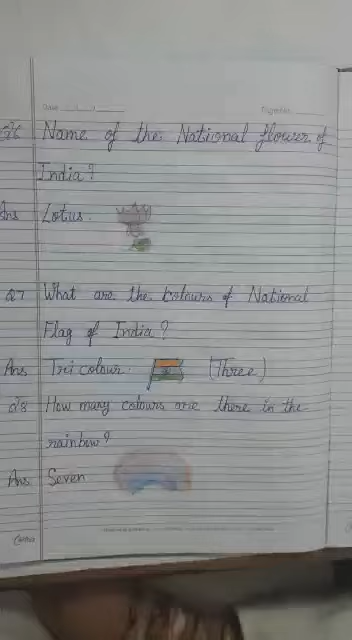 Date
Q6 Name of the National flower of
India?
Ans Lotus.
Q7 What are the colours of National
Flag of India?
Ans Tri colour. (Three)
Q8 How many colours are there in the
rainbow?
Ans Seven